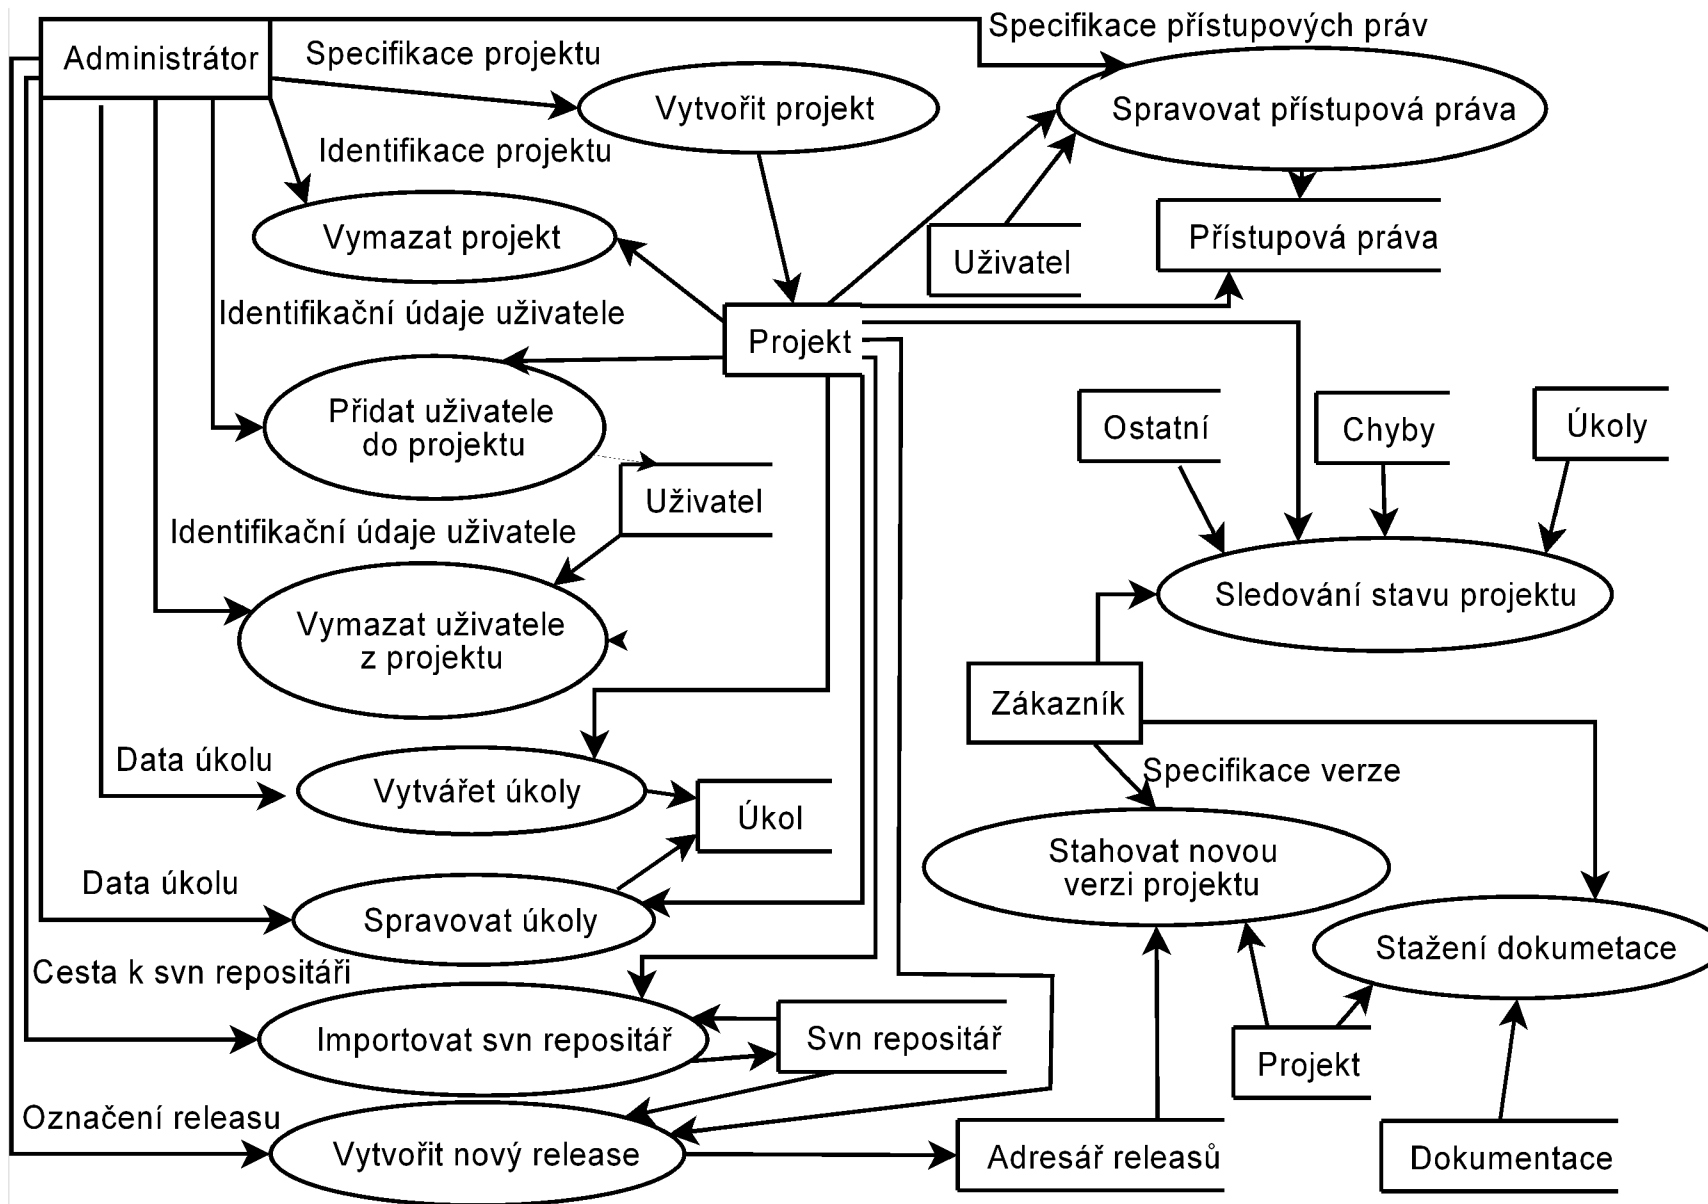 Administrátor
Specifikace projektu
Specifikace přístupových práv
Vytvořit projekt
Spravovat přístupová práva
Identifikace projektu
Vymazat projekt
Uživatel
Přístupová práva
Identifikační údaje uživatele
Projekt
Přidat uživatele
do projektu
Ostatní
Chyby
Úkoly
Uživatel
Identifikační údaje uživatele
Vymazat uživatele
z projektu
Sledování stavu projektu
Zákazník
Data úkolu
Vytvářet úkoly
Úkol
Specifikace verze
Stahovat novou
verzi projektu
Data úkolu
Spravovat úkoly
Stažení dokumetace
Cesta k svn repositáři
Importovat svn repositář
Svn repositář
Projekt
Označení releasu
Vytvořit nový release
Adresář releasů
Dokumentace